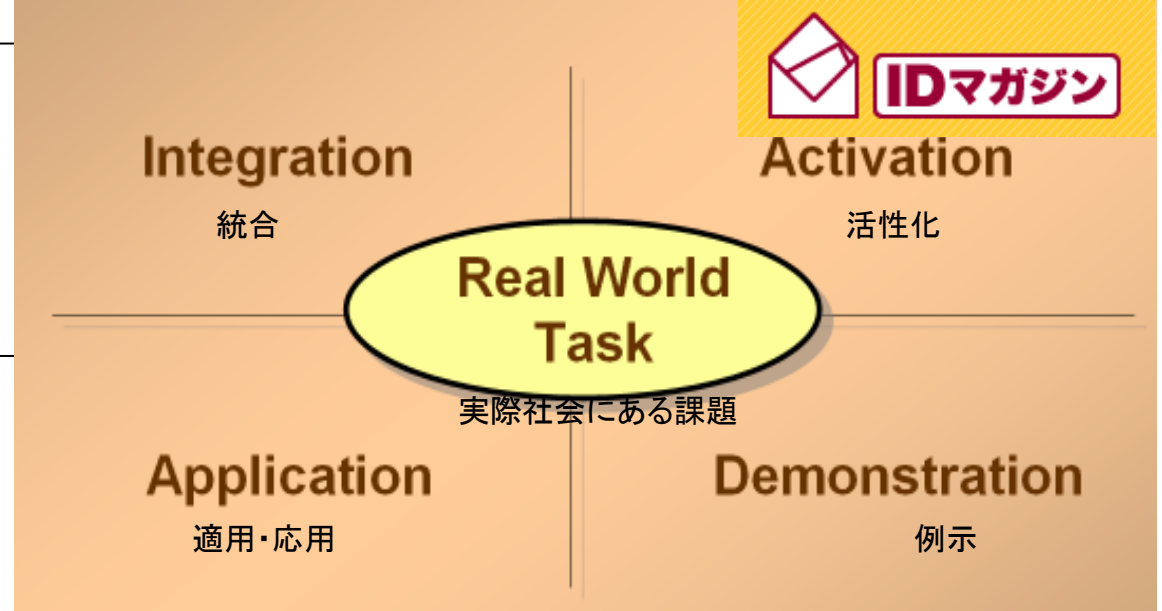 IDマガジン
Integration
統合
Activation
活性化
Real World
Task
実際社会にある課題
Application
適用・応用
Demonstration
例示